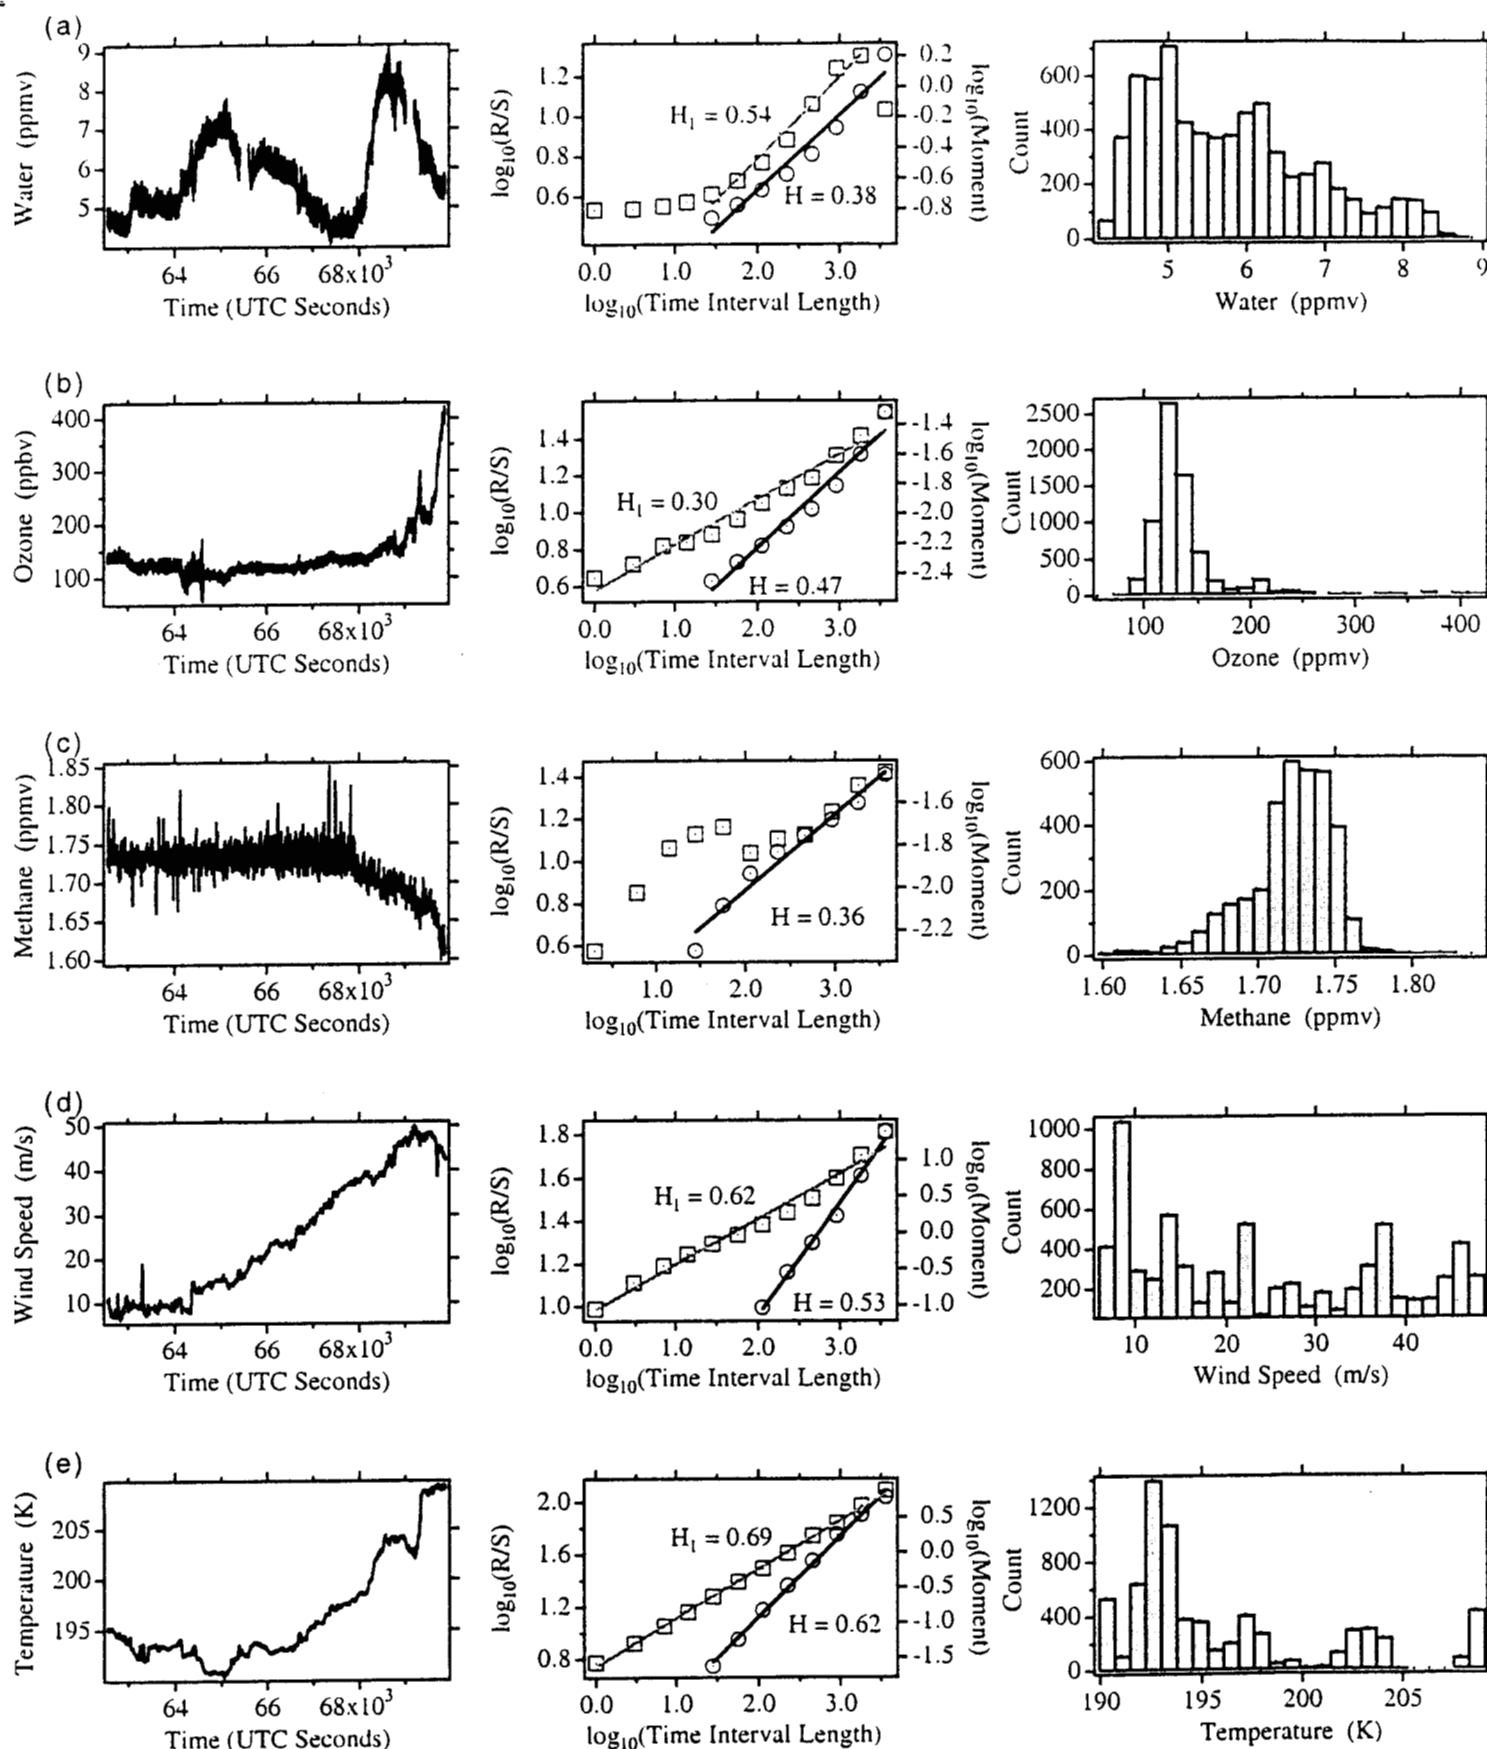 (a)
9
8
7
6
5
Water (ppmv)
64 66 68x10³
Time (UTC Seconds)
1.2
1.0
0.8
0.6
log₁₀(R/S)
H₁ = 0.54
H = 0.38
0.2
0.0
-0.2
-0.4
-0.6
-0.8
log₁₀(Moment)
0.0 1.0 2.0 3.0
log₁₀(Time Interval Length)
600
400
200
0
Count
5 6 7 8 9
Water (ppmv)
(b)
400
300
200
100
Ozone (ppbv)
64 66 68x10³
Time (UTC Seconds)
1.4
1.2
1.0
0.8
0.6
log₁₀(R/S)
H₁ = 0.30
H = 0.47
-1.4
-1.6
-1.8
-2.0
-2.2
-2.4
log₁₀(Moment)
0.0 1.0 2.0 3.0
log₁₀(Time Interval Length)
2500
2000
1500
1000
500
0
Count
100 200 300 400
Ozone (ppmv)
(c)
1.85
1.80
1.75
1.70
1.65
1.60
Methane (ppmv)
64 66 68x10³
Time (UTC Seconds)
1.4
1.2
1.0
0.8
0.6
log₁₀(R/S)
H = 0.36
-1.6
-1.8
-2.0
-2.2
log₁₀(Moment)
1.0 2.0 3.0
log₁₀(Time Interval Length)
600
400
200
0
Count
1.60 1.65 1.70 1.75 1.80
Methane (ppmv)
(d)
50
40
30
20
10
Wind Speed (m/s)
64 66 68x10³
Time (UTC Seconds)
1.8
1.6
1.4
1.2
1.0
log₁₀(R/S)
H₁ = 0.62
H = 0.53
1.0
0.5
0.0
-0.5
-1.0
log₁₀(Moment)
0.0 1.0 2.0 3.0
log₁₀(Time Interval Length)
1000
800
600
400
200
Count
10 20 30 40
Wind Speed (m/s)
(e)
205
200
195
Temperature (K)
64 66 68x10³
Time (UTC Seconds)
2.0
1.6
1.2
0.8
log₁₀(R/S)
H₁ = 0.69
H = 0.62
0.5
0.0
-0.5
-1.0
-1.5
log₁₀(Moment)
0.0 1.0 2.0 3.0
log₁₀(Time Interval Length)
1200
800
400
0
Count
190 195 200 205
Temperature (K)